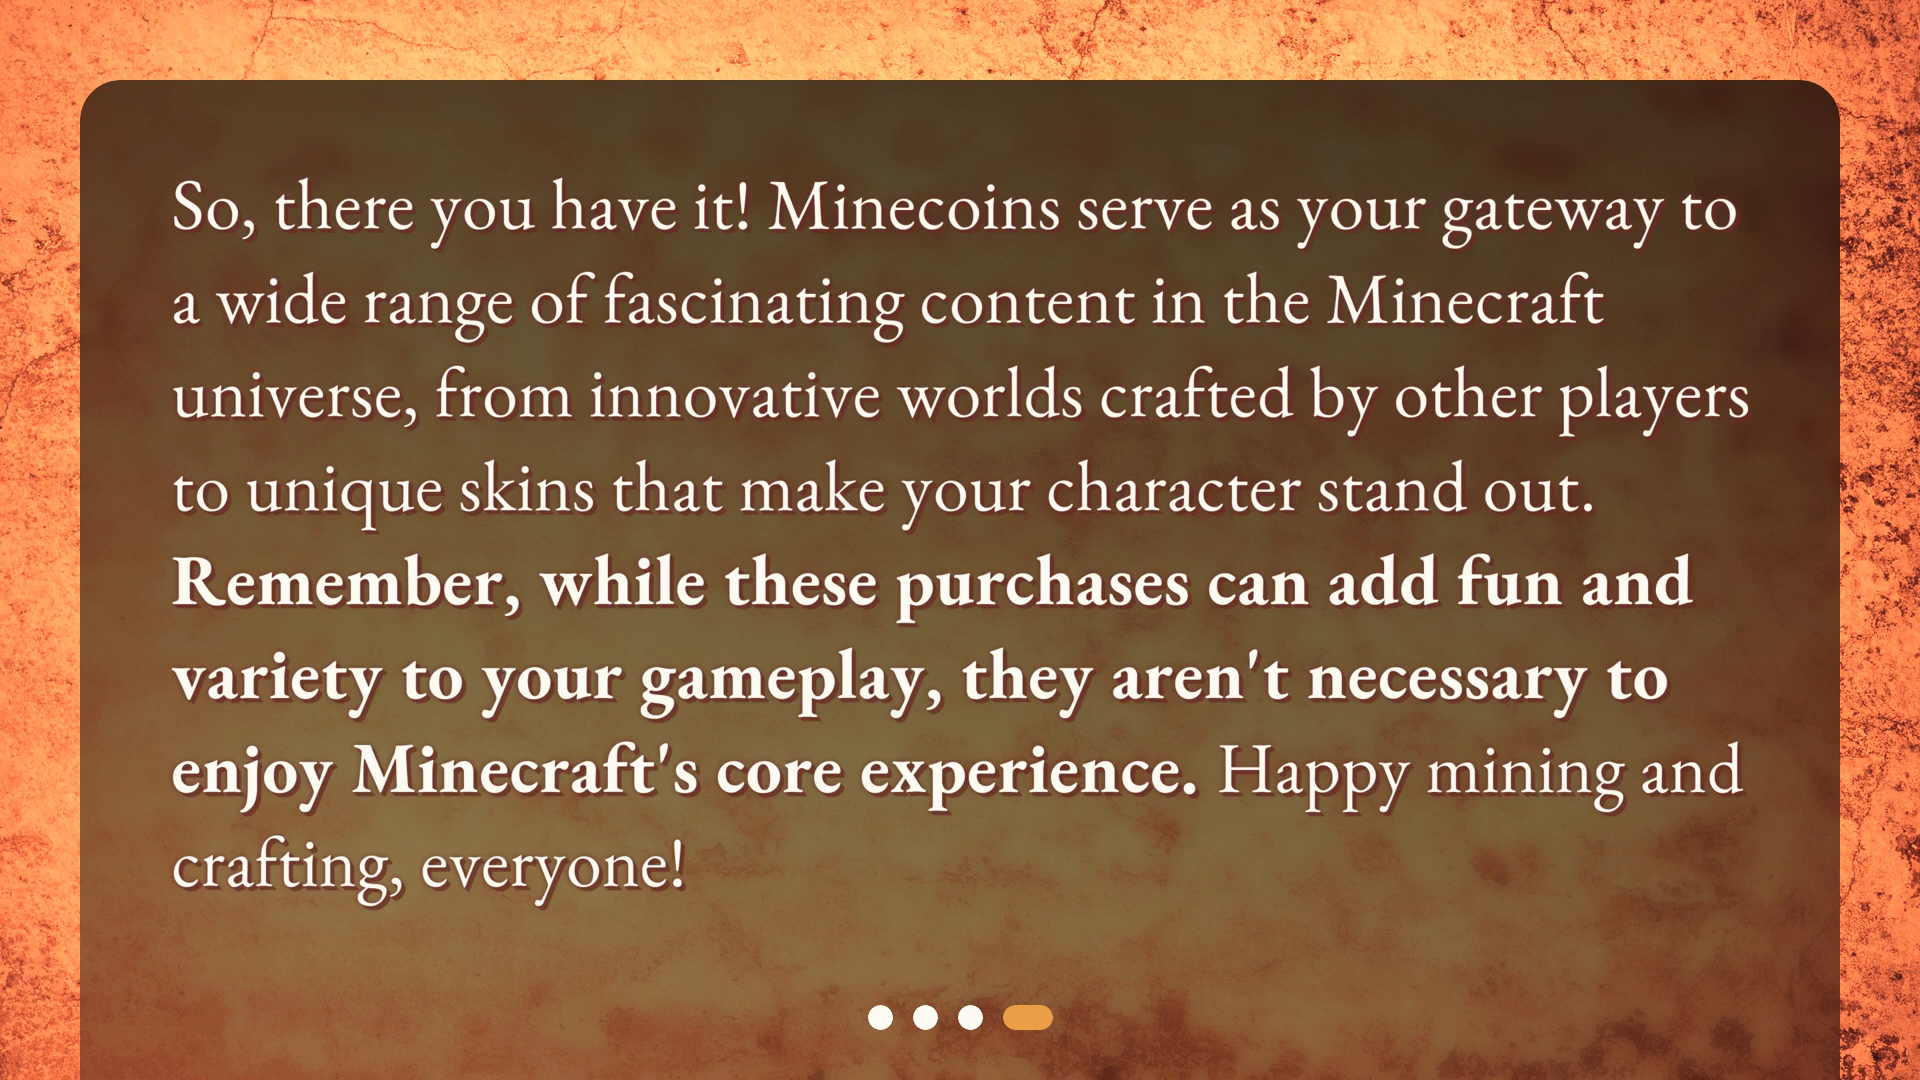 So, there you have it! Minecoins serve as your gateway to
a wide range of fascinating content in the Minecraft
universe, from innovative worlds crafted by other players
to unique skins that make your character stand out.
Remember, while these purchases can add fun and
variety to your gameplay, they aren't necessary to
enjoy Minecraft's core experience. Happy mining and
crafting, everyone!